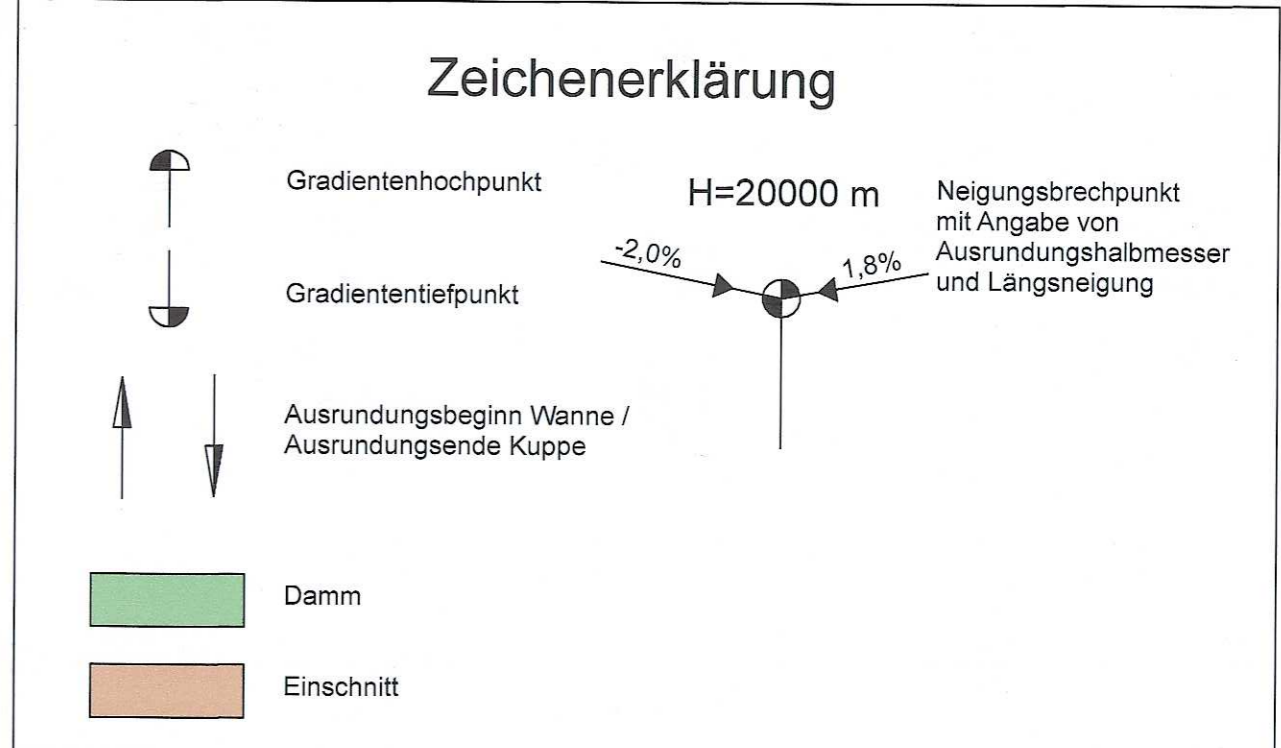 Zeichenerklärung
Gradientenhochpunkt
Gradiententiefpunkt
Ausrundungsbeginn Wanne /
Ausrundungsende Kuppe
Damm
Einschnitt
H=20000 m
-2,0%
1,8%
Neigungsbrechpunkt
mit Angabe von
Ausrundungshalbmesser
und Längsneigung